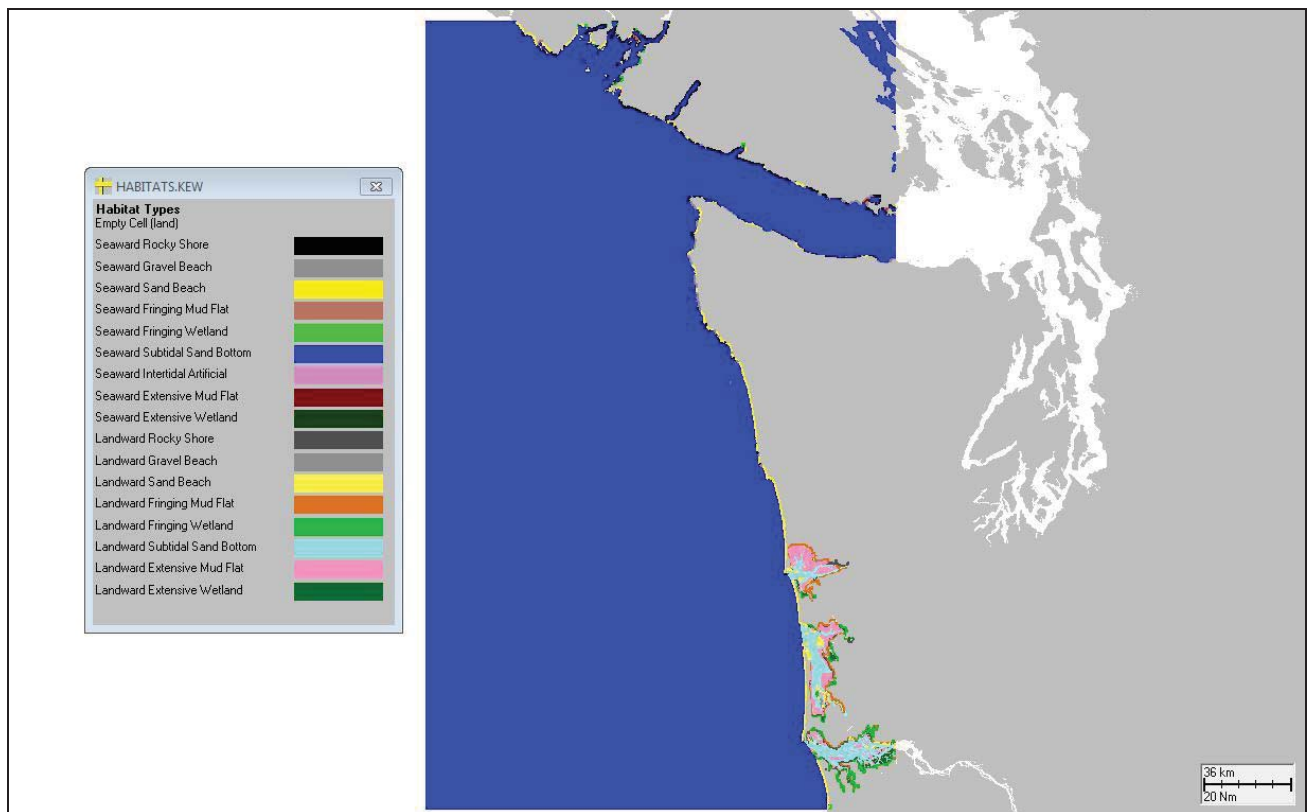 HABITATS.KEW
Habitat Types
Empty Cell (land)
Seaward Rocky Shore
Seaward Gravel Beach
Seaward Sand Beach
Seaward Fringing Mud Flat
Seaward Fringing Wetland
Seaward Subtidal Sand Bottom
Seaward Intertidal Artificial
Seaward Extensive Mud Flat
Seaward Extensive Wetland
Landward Rocky Shore
Landward Gravel Beach
Landward Sand Beach
Landward Fringing Mud Flat
Landward Fringing Wetland
Landward Subtidal Sand Bottom
Landward Extensive Mud Flat
Landward Extensive Wetland
36 km
20 Nm